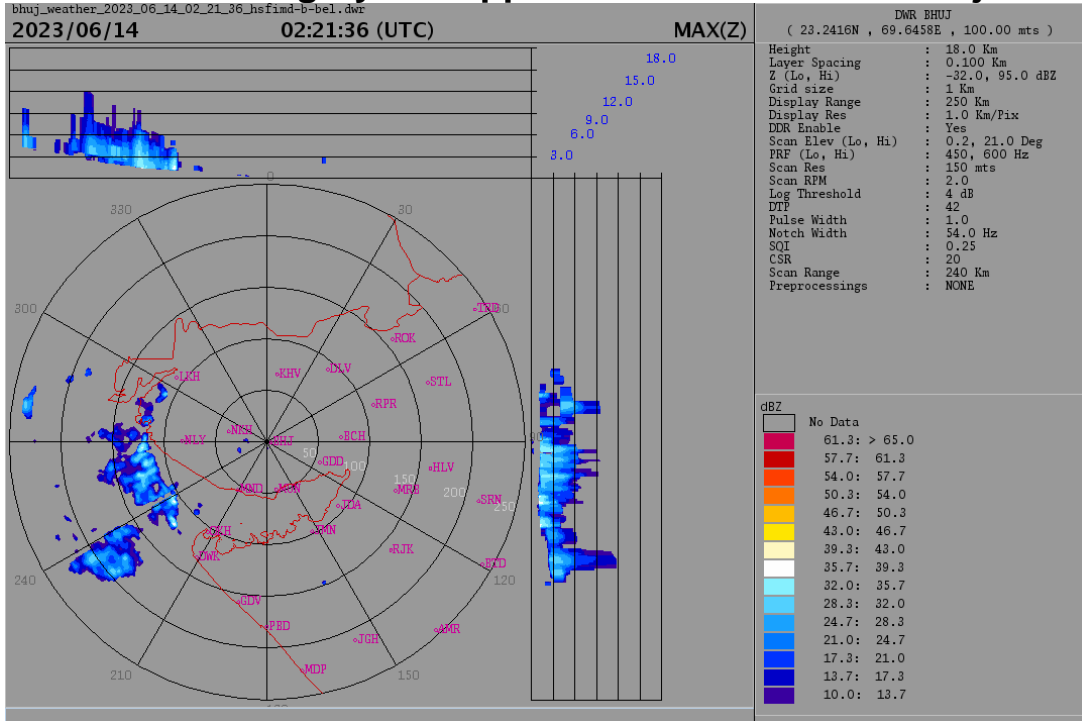 bhuj_weather_2023_06_14_02_21_36_hsfimd-b-bel.dwr
2023/06/14 02:21:36 (UTC) MAX(Z)
18.0
15.0
12.0
9.0
6.0
3.0
0
330 30
300 60
TRD
ROK
LKH KHV DLV
STL
RPR
NKH
NLY BHJ BCH 90
50 GDD
100 HLV
150
MND MUN MRB 200 SRN
JDA 250
OKH JMN
DWK RJK
BTD
240 120
GDV
PBD AMR
JGH
210 MDP 150
180
DWR BHUJ
( 23.2416N , 69.6458E , 100.00 mts )
Height : 18.0 Km
Layer Spacing : 0.100 Km
Z (Lo, Hi) : -32.0, 95.0 dBZ
Grid size : 1 Km
Display Range : 250 Km
Display Res : 1.0 Km/Pix
DDR Enable : Yes
Scan Elev (Lo, Hi) : 0.2, 21.0 Deg
PRF (Lo, Hi) : 450, 600 Hz
Scan Res : 150 mts
Scan RPM : 2.0
Log Threshold : 4 dB
DTP : 42
Pulse Width : 1.0
Notch Width : 54.0 Hz
SQI : 0.25
CSR : 20
Scan Range : 240 Km
Preprocessings : NONE
dBZ
No Data
61.3: > 65.0
57.7: 61.3
54.0: 57.7
50.3: 54.0
46.7: 50.3
43.0: 46.7
39.3: 43.0
35.7: 39.3
32.0: 35.7
28.3: 32.0
24.7: 28.3
21.0: 24.7
17.3: 21.0
13.7: 17.3
10.0: 13.7